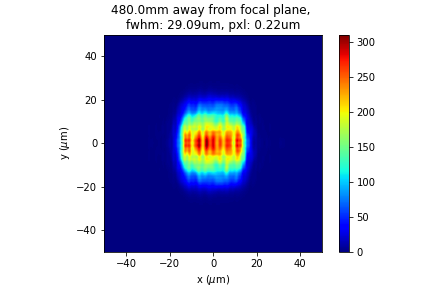 480.0mm away from focal plane,
fwhm: 29.09um, pxl: 0.22um
40
20
0
−20
−40
y (μm)
−40 −20 0 20 40
x (μm)
300
250
200
150
100
50
0